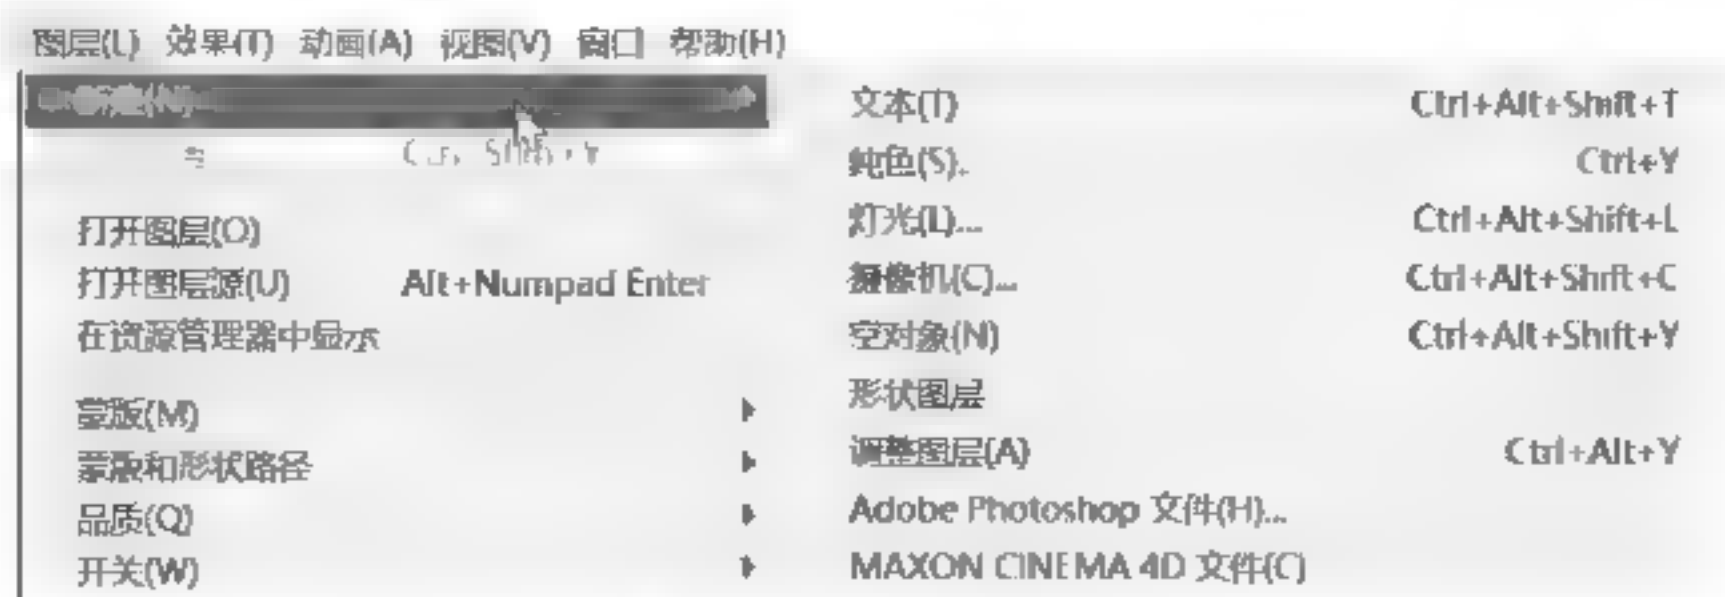 图层(L) 效果(T) 动画(A) 视图(V) 窗口 帮助(H)
新建(N)
打开图层(O)
打开图层源(U) Alt+Numpad Enter
在资源管理器中显示
蒙版(M)
蒙版和形状路径
品质(Q)
开关(W)
文本(T) Ctrl+Alt+Shift+T
纯色(S)... Ctrl+Y
灯光(L)... Ctrl+Alt+Shift+L
摄像机(C)... Ctrl+Alt+Shift+C
空对象(N) Ctrl+Alt+Shift+Y
形状图层
调整图层(A) Ctrl+Alt+Y
Adobe Photoshop 文件(H)...
MAXON CINEMA 4D 文件(C)